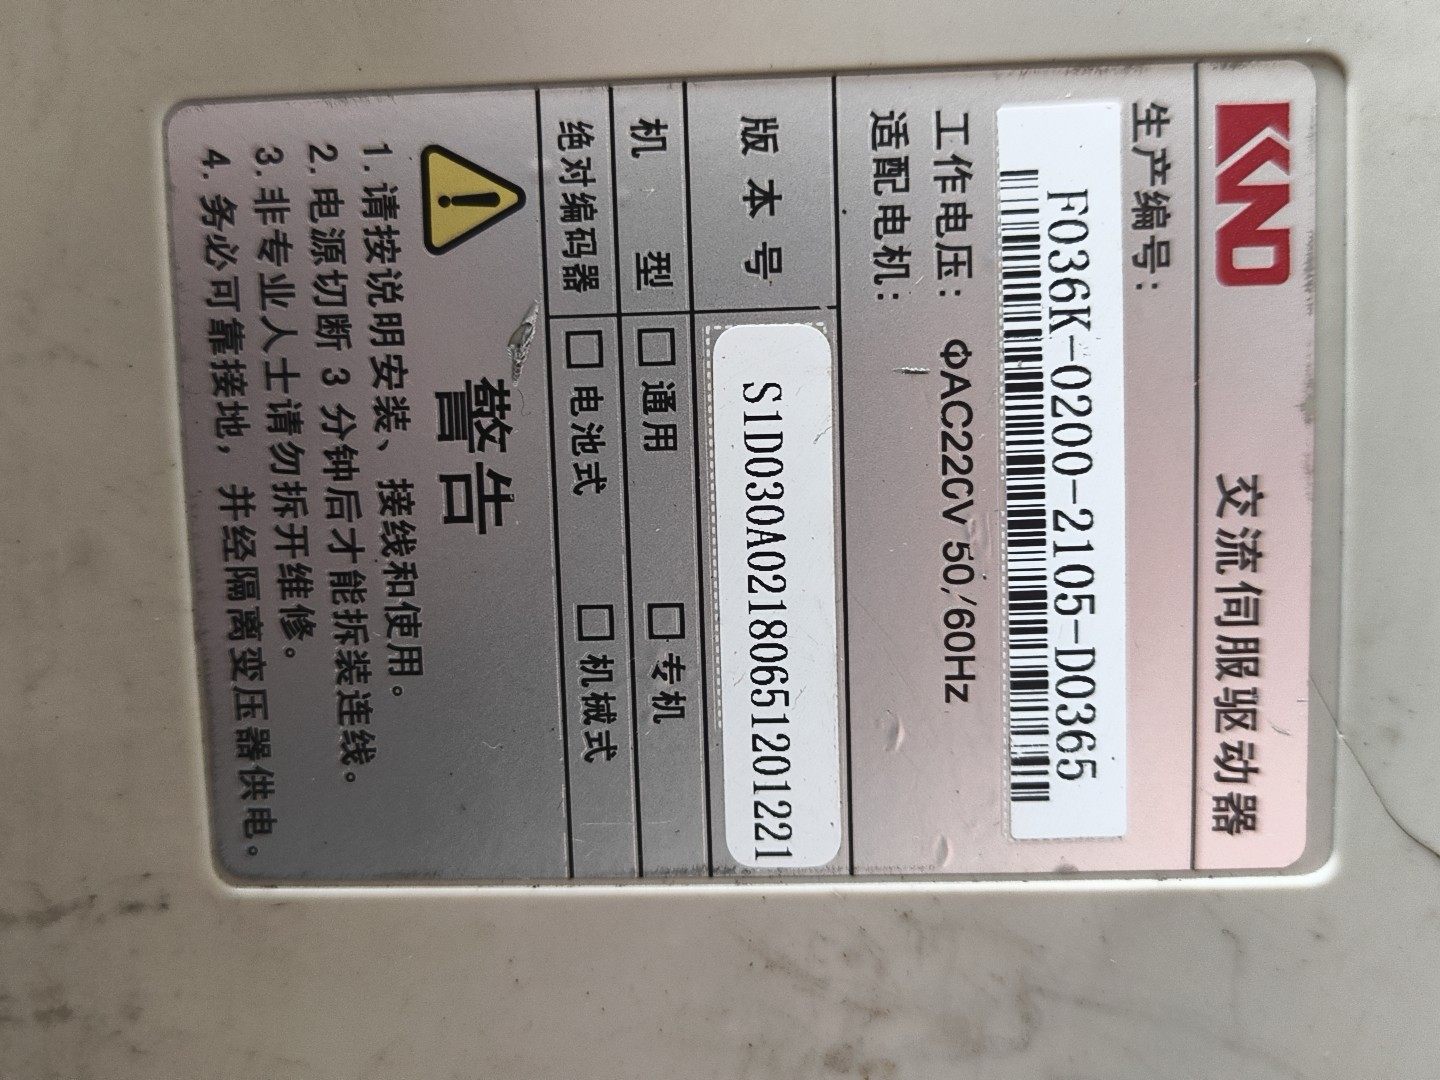 KND 交流伺服驱动器
生产编号:
F036K-0200-2105-D0365
工作电压: ΦAC220V 50/60Hz
适配电机:
版本号 S1D030A0218065120​1221
机型 □通用 □专机
绝对编码器 □电池式 □机械式
警告
1.请按说明安装、接线和使用。
2.电源切断3分钟后才能拆装连线。
3.非专业人士请勿拆开维修。
4.务必可靠接地,并经隔离变压器供电。